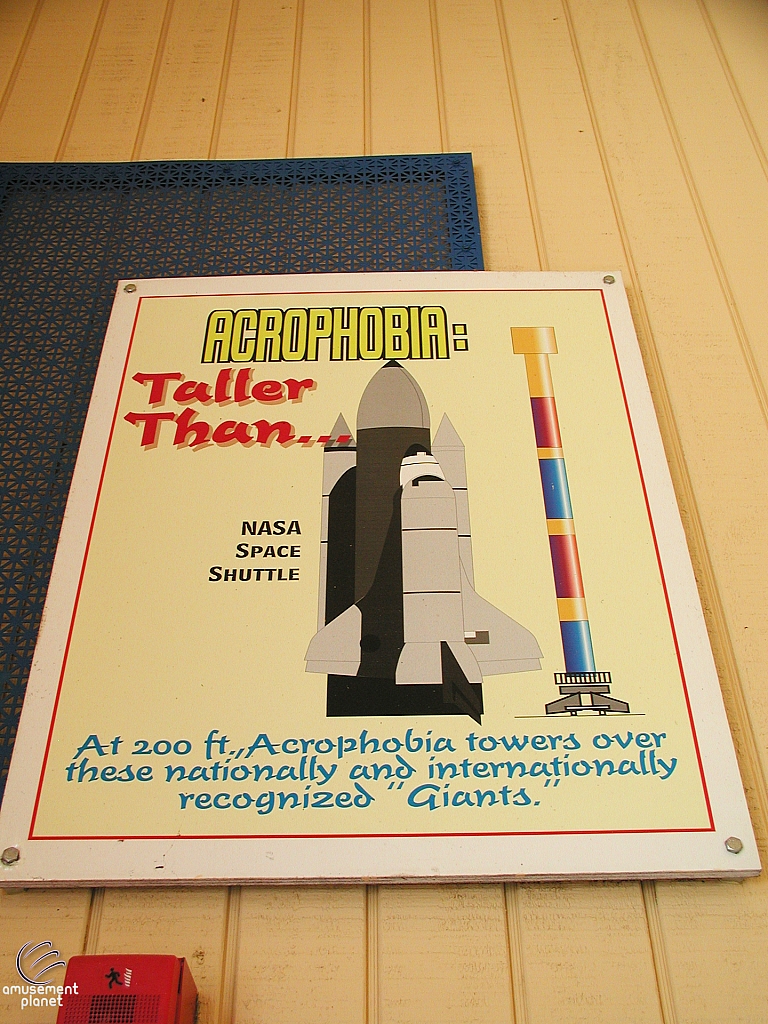 ACROPHOBIA:
Taller
Than...
NASA
SPACE
SHUTTLE
At 200 ft., Acrophobia towers over
these nationally and internationally
recognized "Giants."
amusement
planet